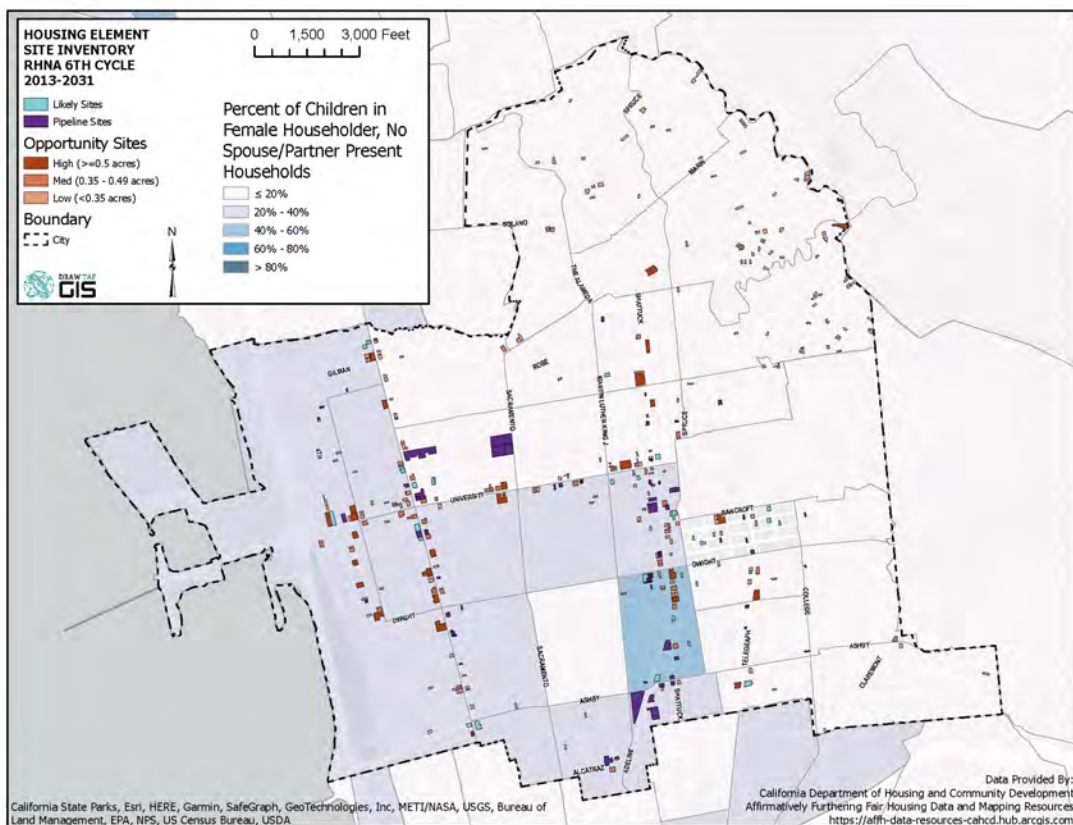 HOUSING ELEMENT
SITE INVENTORY
RHNA 6TH CYCLE
2013-2031
Likely Sites
Pipeline Sites
Opportunity Sites
High (>=0.5 acres)
Med (0.35 - 0.49 acres)
Low (<0.35 acres)
Boundary
City
N
DRAWTAP
GIS
0 1,500 3,000 Feet
Percent of Children in
Female Householder, No
Spouse/Partner Present
Households
≤ 20%
20% - 40%
40% - 60%
60% - 80%
> 80%
SPRUCE
MARIN
SOLANO
THE ALAMEDA
SHATTUCK
GILMAN
ROSE
SACRAMENTO
MARTIN LUTHER KING J
SPRUCE
4TH
UNIVERSITY
BANCROFT
DWIGHT
DWIGHT
COLLEGE
TELEGRAPH
SACRAMENTO
ASHBY
CLAREMONT
ASHBY
SHATTUCK
ADELINE
ALCATRAZ
California State Parks, Esri, HERE, Garmin, SafeGraph, GeoTechnologies, Inc, METI/NASA, USGS, Bureau of
Land Management, EPA, NPS, US Census Bureau, USDA
Data Provided By:
California Department of Housing and Community Development
Affirmatively Furthering Fair Housing Data and Mapping Resources
https://affh-data-resources-cahcd.hub.arcgis.com